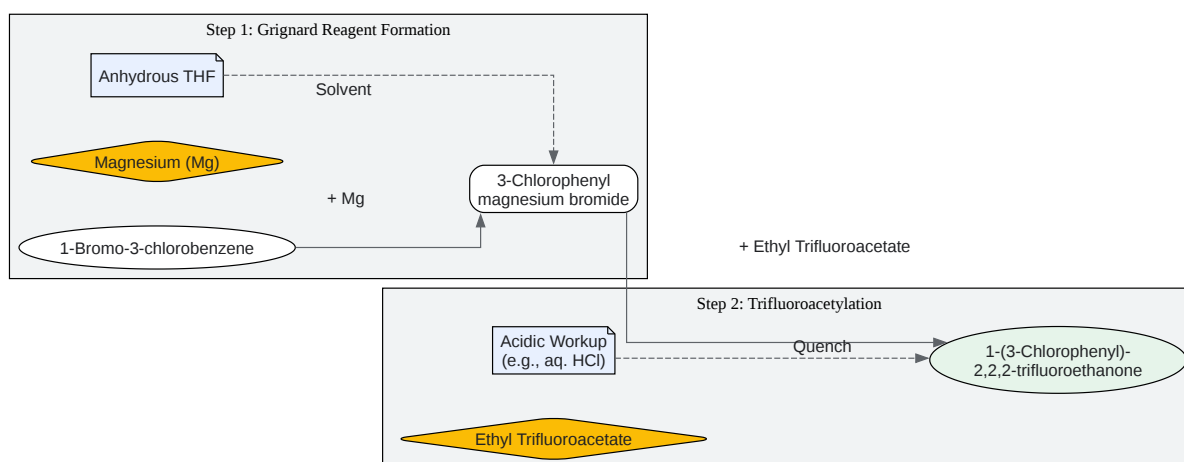 Step 1: Grignard Reagent Formation
Anhydrous THF
Solvent
Magnesium (Mg)
3-Chlorophenyl
magnesium bromide
+ Mg
1-Bromo-3-chlorobenzene
+ Ethyl Trifluoroacetate
Step 2: Trifluoroacetylation
Acidic Workup
(e.g., aq. HCl)
Quench
1-(3-Chlorophenyl)-
2,2,2-trifluoroethanone
Ethyl Trifluoroacetate